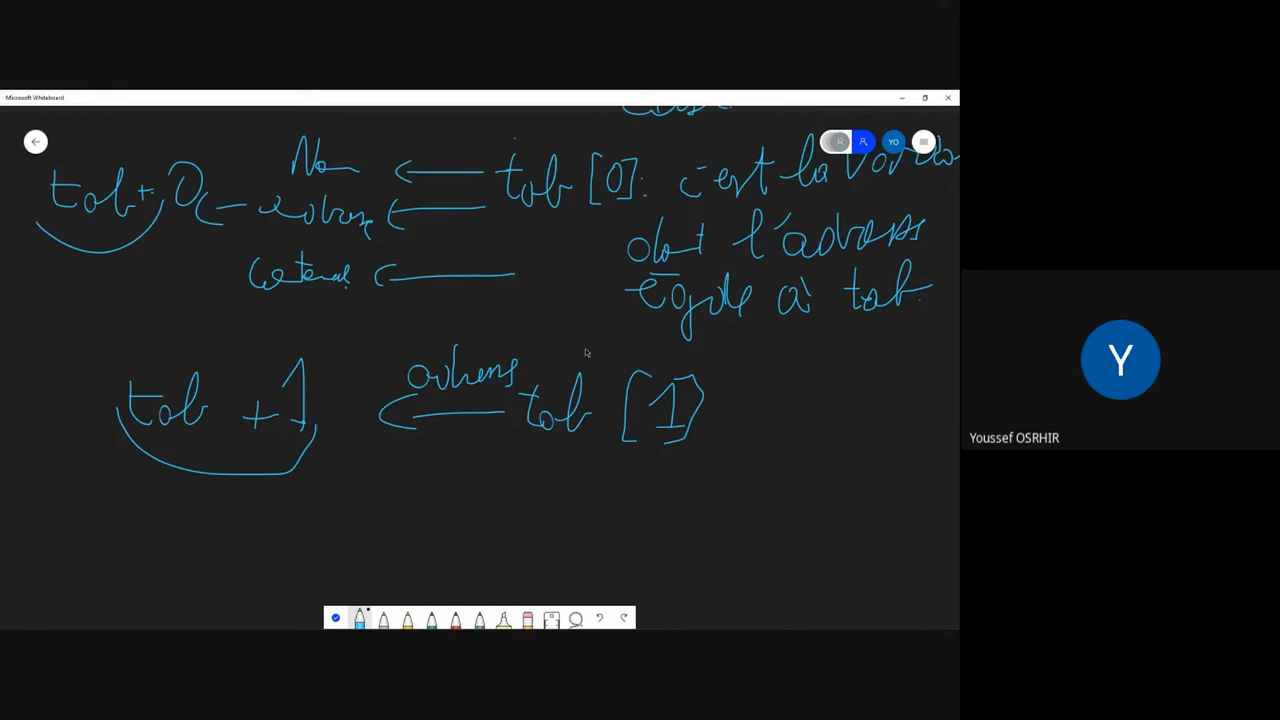 Microsoft Whiteboard
tab + 0 Nom tab [0]: c'est la
adresse dont l'adresse
contenu égale à tab
YO
tab + 1 adresse tab [1]
Y
Youssef OSRHIR